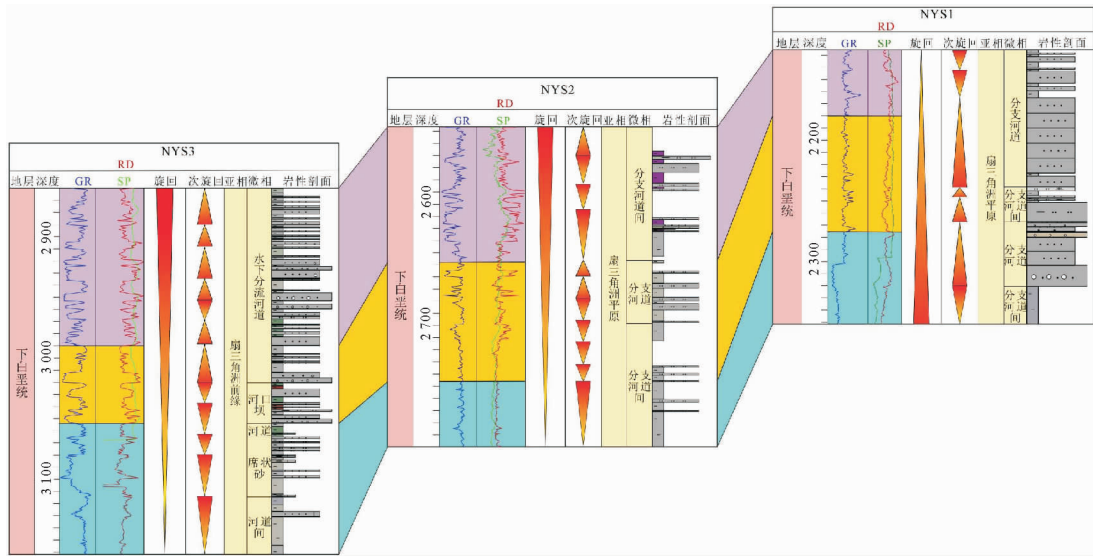 NYS3
RD
地层 深度 GR SP 旋回 次旋回 亚相 微相 岩性剖面
2 900
3 000
3 100
下白垩统
扇三角洲前缘
水下分流河道
河口坝
河道
席状砂
河道间
NYS2
RD
地层 深度 GR SP 旋回 次旋回 亚相 微相 岩性剖面
2 600
2 700
下白垩统
扇三角洲平原
分支河道间
分支河道
分支河道间
NYS1
RD
地层 深度 GR SP 旋回 次旋回 亚相 微相 岩性剖面
2 200
2 300
下白垩统
扇三角洲平原
分支河道
分支河道间
分支河道
分支河道间